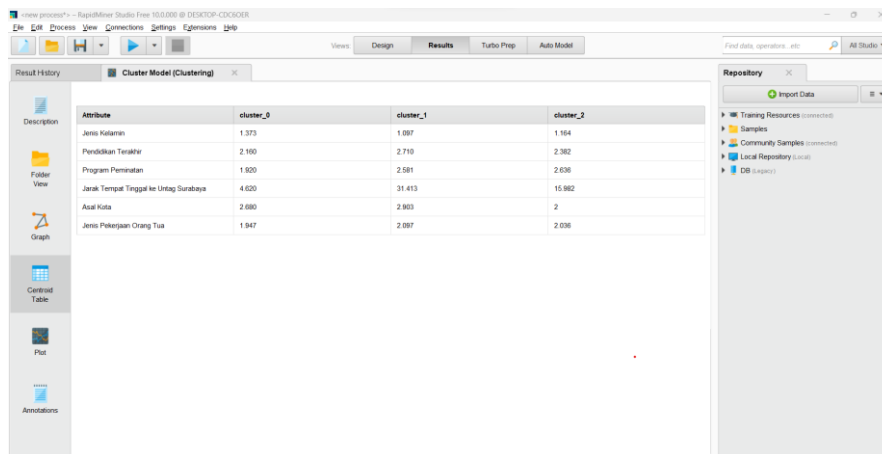 <new process*> – RapidMiner Studio Free 10.0.000 @ DESKTOP-CDC6OER
File Edit Process View Connections Settings Extensions Help
Views: Design Results Turbo Prep Auto Model
Find data, operators...etc
All Studio
Result History
Cluster Model (Clustering)
Repository
Import Data
Training Resources (connected)
Samples
Community Samples (connected)
Local Repository (Local)
DB (Legacy)
Description
Folder
View
Graph
Centroid
Table
Plot
Annotations
Attribute cluster_0 cluster_1 cluster_2
Jenis Kelamin 1.373 1.097 1.164
Pendidikan Terakhir 2.160 2.710 2.382
Program Peminatan 1.920 2.581 2.636
Jarak Tempat Tinggal ke Untag Surabaya 4.620 31.413 15.982
Asal Kota 2.680 2.903 2
Jenis Pekerjaan Orang Tua 1.947 2.097 2.036